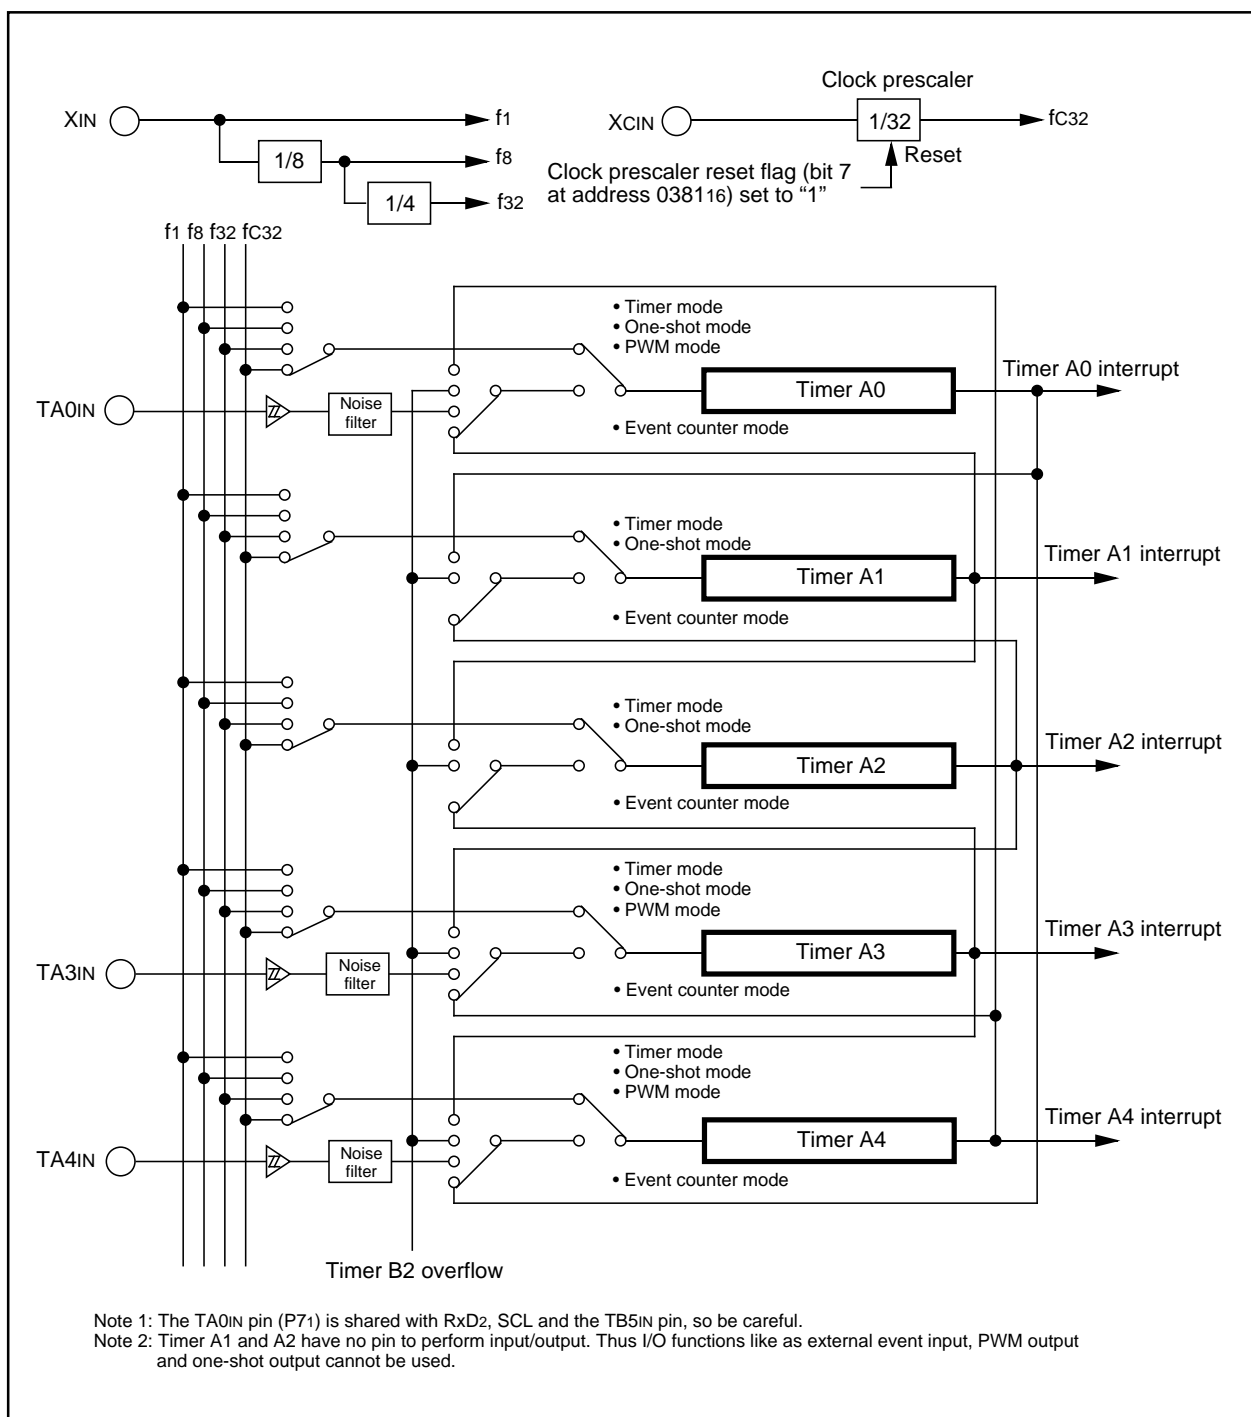 Clock prescaler
XIN
f1
XCIN
1/32
fC32
1/8
f8
Reset
Clock prescaler reset flag (bit 7
at address 038116) set to “1”
1/4
f32
f1 f8 f32 fC32
• Timer mode
• One-shot mode
• PWM mode
Timer A0 interrupt
Timer A0
TA0IN
Noise
filter
• Event counter mode
• Timer mode
• One-shot mode
Timer A1 interrupt
Timer A1
• Event counter mode
• Timer mode
• One-shot mode
Timer A2 interrupt
Timer A2
• Event counter mode
• Timer mode
• One-shot mode
• PWM mode
Timer A3 interrupt
Timer A3
TA3IN
Noise
filter
• Event counter mode
• Timer mode
• One-shot mode
• PWM mode
Timer A4 interrupt
Timer A4
TA4IN
Noise
filter
• Event counter mode
Timer B2 overflow
Note 1: The TA0IN pin (P71) is shared with RxD2, SCL and the TB5IN pin, so be careful.
Note 2: Timer A1 and A2 have no pin to perform input/output. Thus I/O functions like as external event input, PWM output
and one-shot output cannot be used.